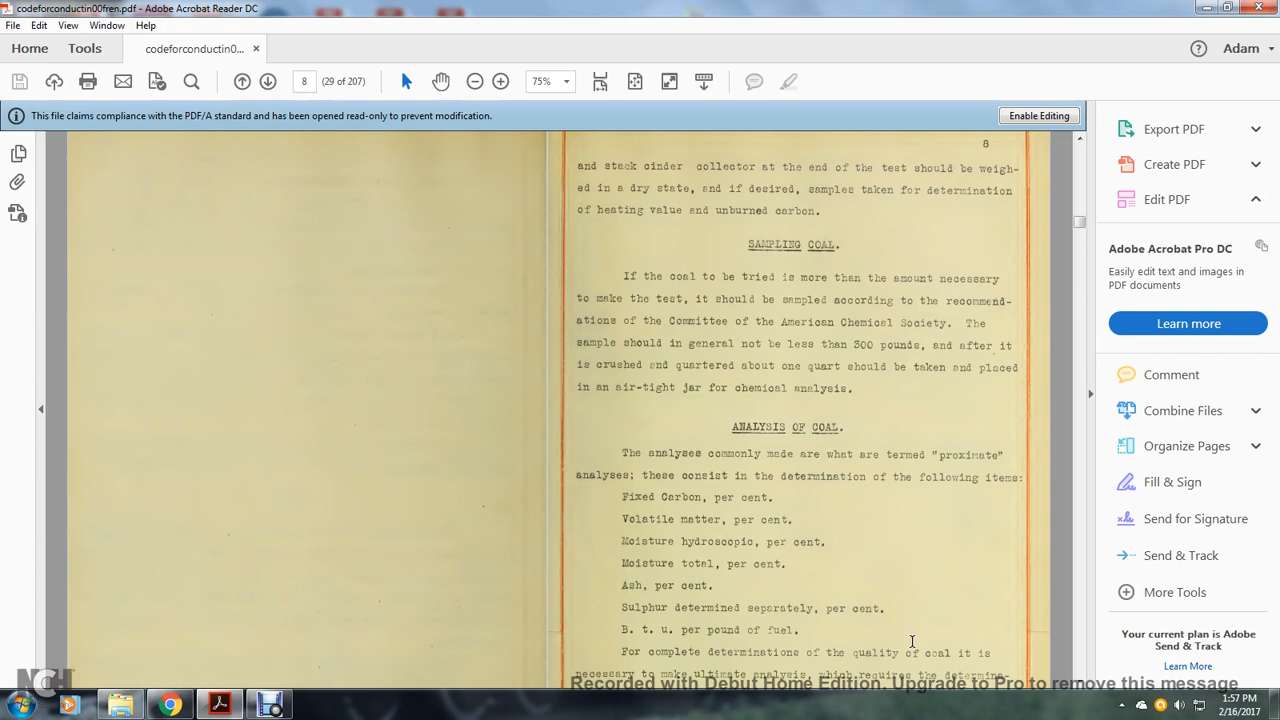 codeforconductin00fren.pdf - Adobe Acrobat Reader DC
File Edit View Window Help
Home Tools codeforconductin0... × Adam
8 (29 of 207) 75%
This file claims compliance with the PDF/A standard and has been opened read-only to prevent modification. Enable Editing
8
and stack cinder collector at the end of the test should be weigh-
ed in a dry state, and if desired, samples taken for determination
of heating value and unburned carbon.
SAMPLING COAL.
If the coal to be tried is more than the amount necessary
to make the test, it should be sampled according to the recommend-
ations of the Committee of the American Chemical Society. The
sample should in general not be less than 300 pounds, and after it
is crushed and quartered about one quart should be taken and placed
in an air-tight jar for chemical analysis.
ANALYSIS OF COAL.
The analyses commonly made are what are termed "proximate"
analyses; these consist in the determination of the following items:
Fixed Carbon, per cent.
Volatile matter, per cent.
Moisture hydroscopic, per cent.
Moisture total, per cent.
Ash, per cent.
Sulphur determined separately, per cent.
B. t. u. per pound of fuel.
For complete determinations of the quality of coal it is
necessary to make ultimate analysis, which requires the determina-
Export PDF
Create PDF
Edit PDF
Adobe Acrobat Pro DC
Easily edit text and images in
PDF documents
Learn more
Comment
Combine Files
Organize Pages
Fill & Sign
Send for Signature
Send & Track
More Tools
Your current plan is Adobe
Send & Track
Learn More
NCH
Recorded with Debut Home Edition. Upgrade to Pro to remove this message
1:57 PM
2/16/2017